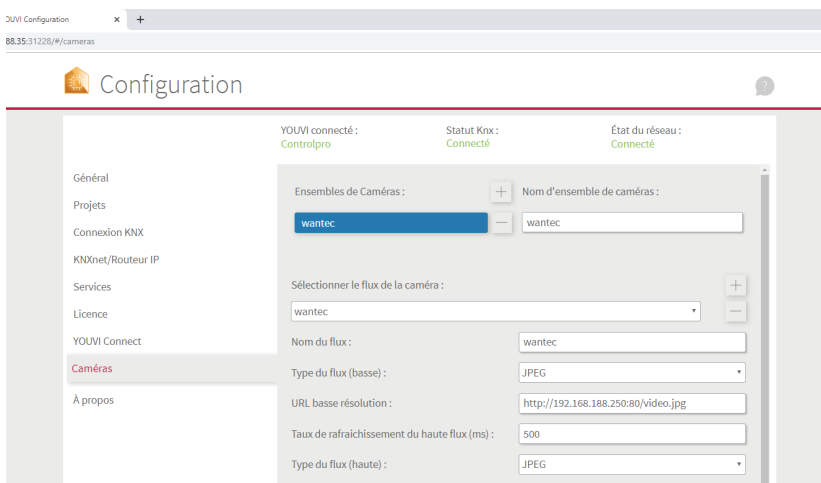 OUVI Configuration × +
88.35:31228/#/cameras
Configuration
?
YOUVI connecté : Statut Knx : État du réseau :
Controlpro Connecté Connecté
Général
Projets
Connexion KNX
KNXnet/Routeur IP
Services
Licence
YOUVI Connect
Caméras
À propos
Ensembles de Caméras : + Nom d'ensemble de caméras :
wantec − wantec
Sélectionner le flux de la caméra : +
wantec −
Nom du flux : wantec
Type du flux (basse) : JPEG
URL basse résolution : http://192.168.188.250:80/video.jpg
Taux de rafraichissement du haute flux (ms) : 500
Type du flux (haute) : JPEG